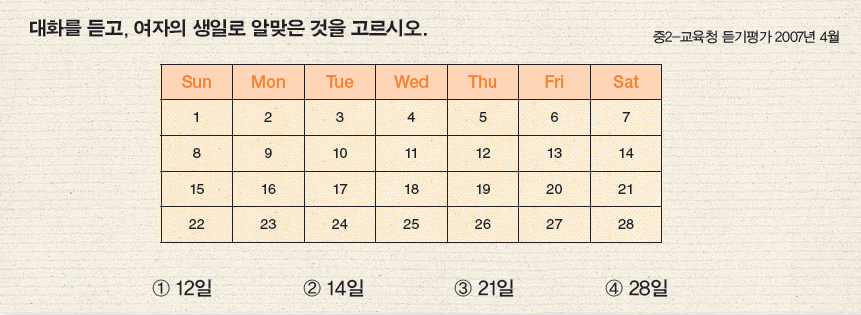 대화를 듣고, 여자의 생일로 알맞은 것을 고르시오.
중2-교육청 듣기평가 2007년 4월
Sun Mon Tue Wed Thu Fri Sat
1 2 3 4 5 6 7
8 9 10 11 12 13 14
15 16 17 18 19 20 21
22 23 24 25 26 27 28
① 12일 ② 14일 ③ 21일 ④ 28일